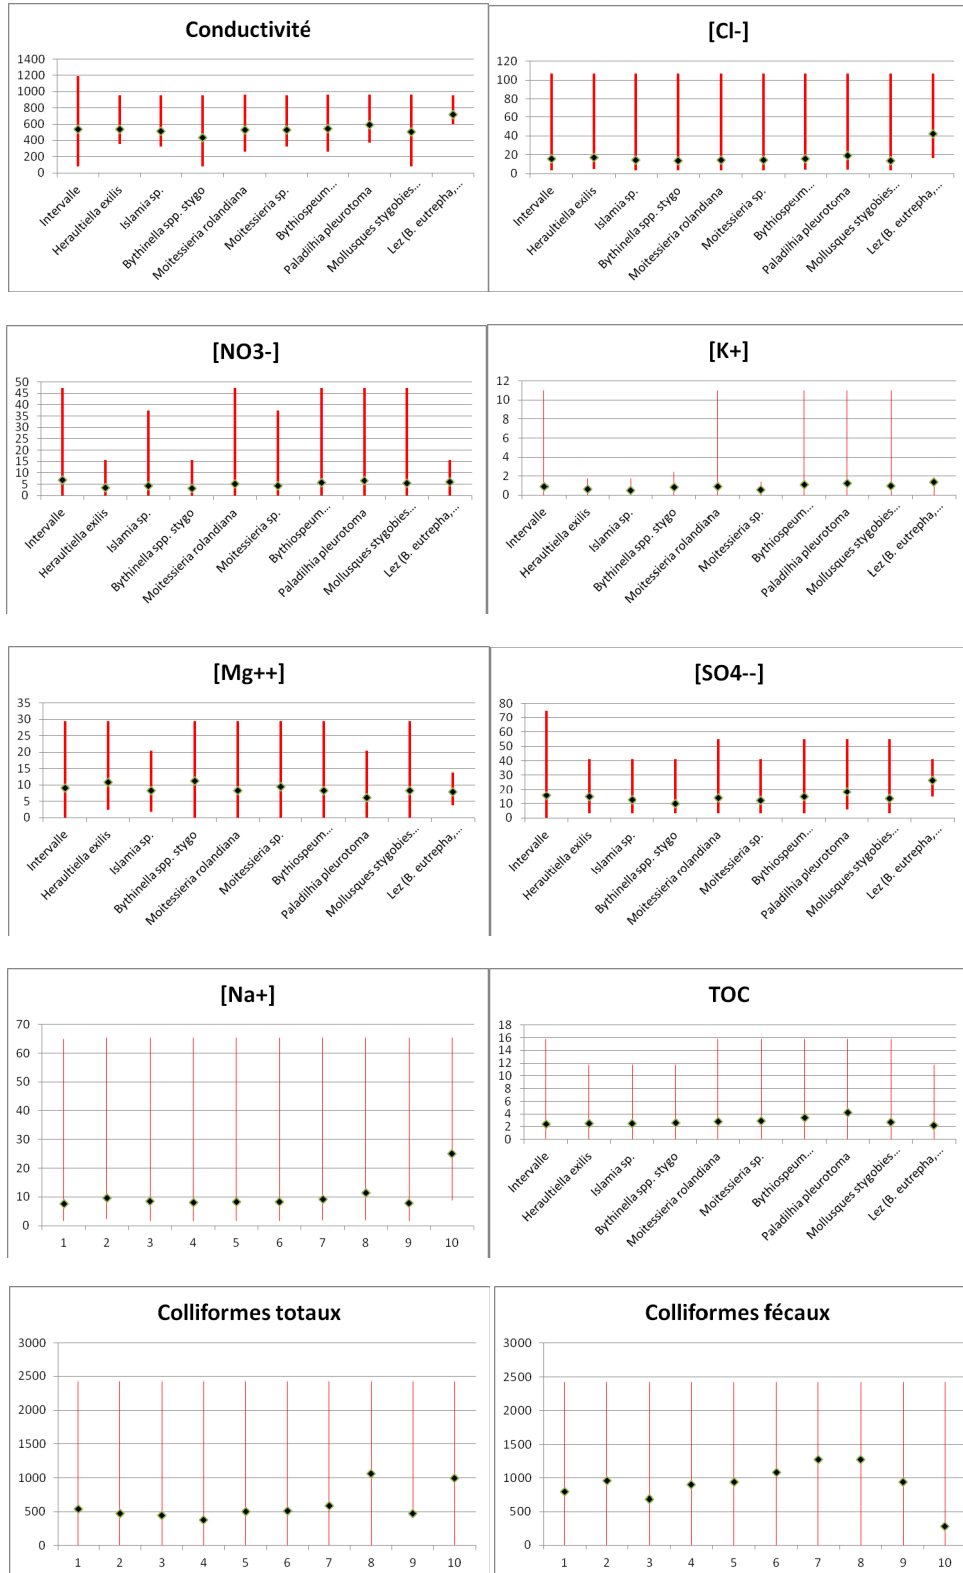 Conductivité
1400
1200
1000
800
600
400
200
0
Intervalle
Heraultiella exilis
Islamia sp.
Bythinella spp. stygo
Moitessieria rolandiana
Moitessieria sp.
Bythiospeum...
Paladilhia pleurotoma
Mollusques stygobies...
Lez (B. eutrepha,...
[Cl-]
120
100
80
60
40
20
0
Intervalle
Heraultiella exilis
Islamia sp.
Bythinella spp. stygo
Moitessieria rolandiana
Moitessieria sp.
Bythiospeum...
Paladilhia pleurotoma
Mollusques stygobies...
Lez (B. eutrepha,...
[NO3-]
50
45
40
35
30
25
20
15
10
5
0
Intervalle
Heraultiella exilis
Islamia sp.
Bythinella spp. stygo
Moitessieria rolandiana
Moitessieria sp.
Bythiospeum...
Paladilhia pleurotoma
Mollusques stygobies...
Lez (B. eutrepha,...
[K+]
12
10
8
6
4
2
0
Intervalle
Heraultiella exilis
Islamia sp.
Bythinella spp. stygo
Moitessieria rolandiana
Moitessieria sp.
Bythiospeum...
Paladilhia pleurotoma
Mollusques stygobies...
Lez (B. eutrepha,...
[Mg++]
35
30
25
20
15
10
5
0
Intervalle
Heraultiella exilis
Islamia sp.
Bythinella spp. stygo
Moitessieria rolandiana
Moitessieria sp.
Bythiospeum...
Paladilhia pleurotoma
Mollusques stygobies...
Lez (B. eutrepha,...
[SO4--]
80
70
60
50
40
30
20
10
0
Intervalle
Heraultiella exilis
Islamia sp.
Bythinella spp. stygo
Moitessieria rolandiana
Moitessieria sp.
Bythiospeum...
Paladilhia pleurotoma
Mollusques stygobies...
Lez (B. eutrepha,...
[Na+]
70
60
50
40
30
20
10
0
1 2 3 4 5 6 7 8 9 10
TOC
18
16
14
12
10
8
6
4
2
0
Intervalle
Heraultiella exilis
Islamia sp.
Bythinella spp. stygo
Moitessieria rolandiana
Moitessieria sp.
Bythiospeum...
Paladilhia pleurotoma
Mollusques stygobies...
Lez (B. eutrepha,...
Colliformes totaux
3000
2500
2000
1500
1000
500
0
1 2 3 4 5 6 7 8 9 10
Colliformes fécaux
3000
2500
2000
1500
1000
500
0
1 2 3 4 5 6 7 8 9 10